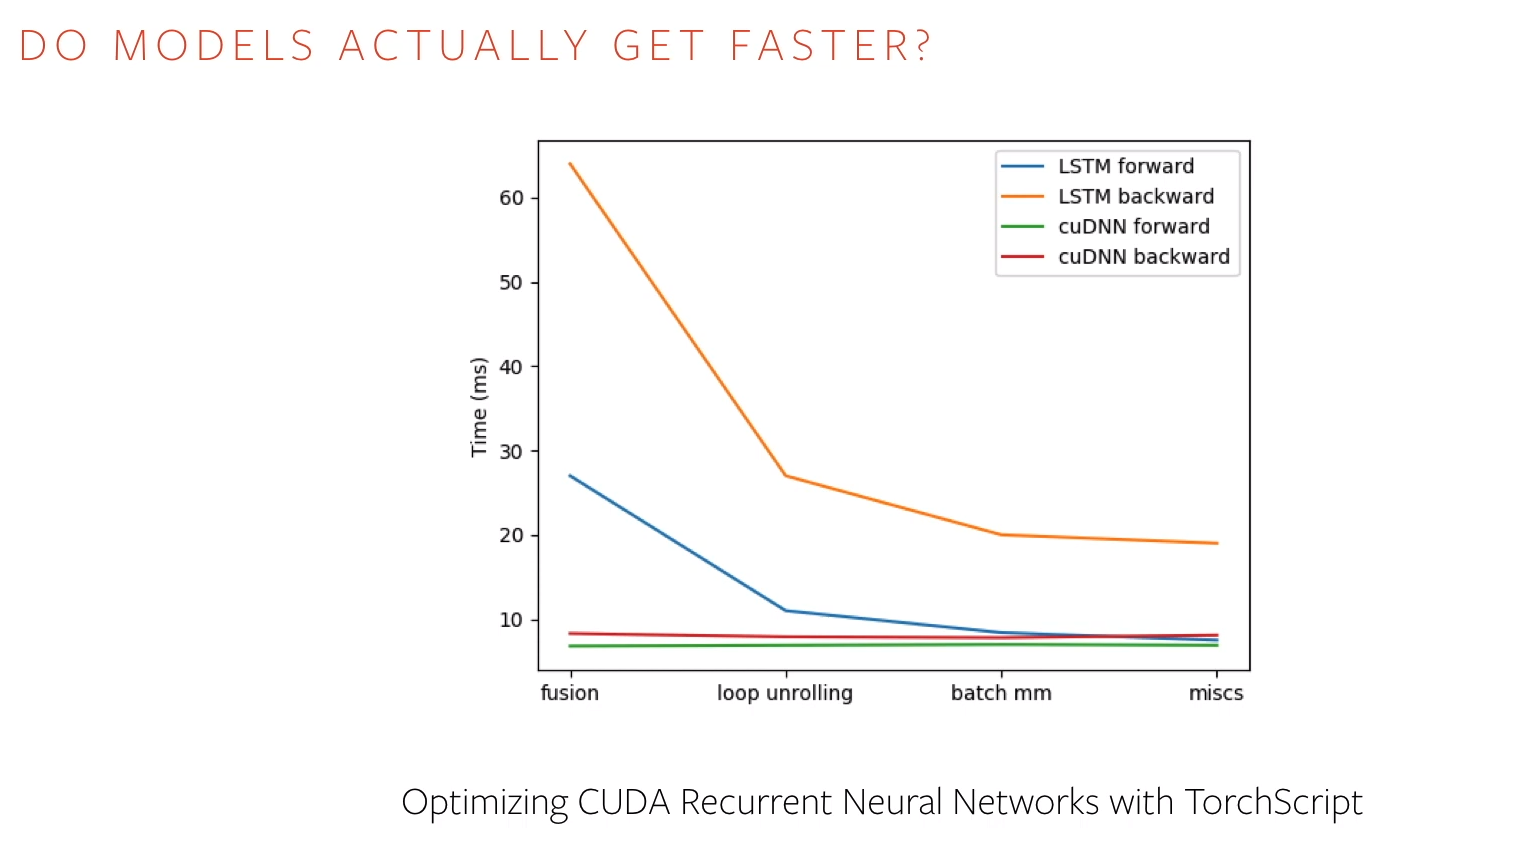 DO MODELS ACTUALLY GET FASTER?
LSTM forward
LSTM backward
cuDNN forward
cuDNN backward
60
50
40
30
20
10
Time (ms)
fusion
loop unrolling
batch mm
miscs
Optimizing CUDA Recurrent Neural Networks with TorchScript